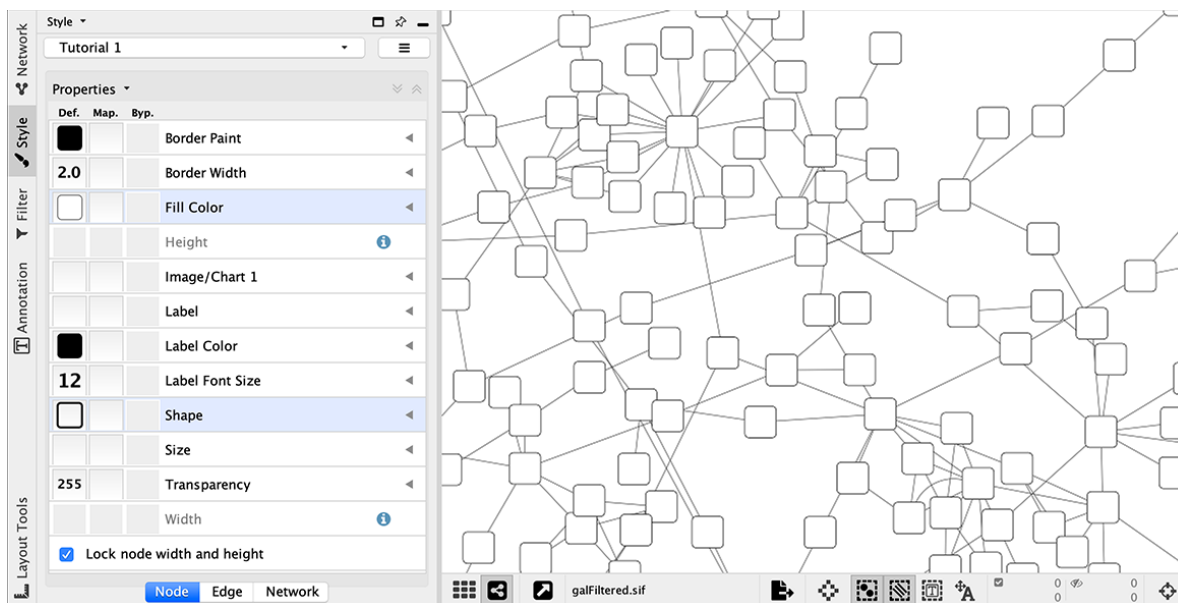 Style
Tutorial 1
Properties
Def. Map. Byp.
Border Paint
2.0 Border Width
Fill Color
Height
Image/Chart 1
Label
Label Color
12 Label Font Size
Shape
Size
255 Transparency
Width
Lock node width and height
Node Edge Network
Network
Style
Filter
Annotation
Layout Tools
galFiltered.sif
T
A
0 0
0 0